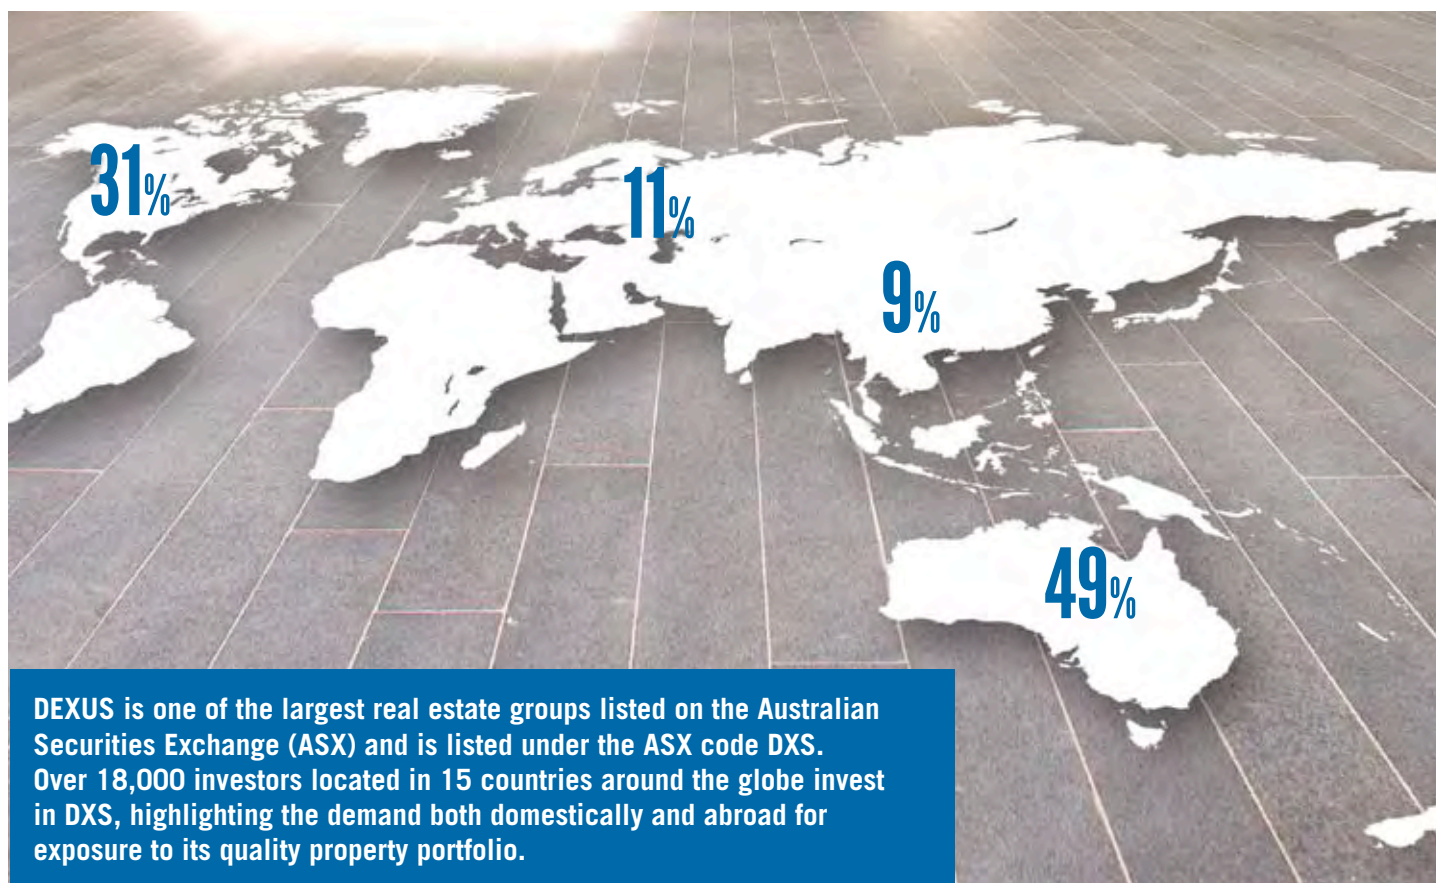 31%
11%
9%
49%
DEXUS is one of the largest real estate groups listed on the Australian
Securities Exchange (ASX) and is listed under the ASX code DXS.
Over 18,000 investors located in 15 countries around the globe invest
in DXS, highlighting the demand both domestically and abroad for
exposure to its quality property portfolio.